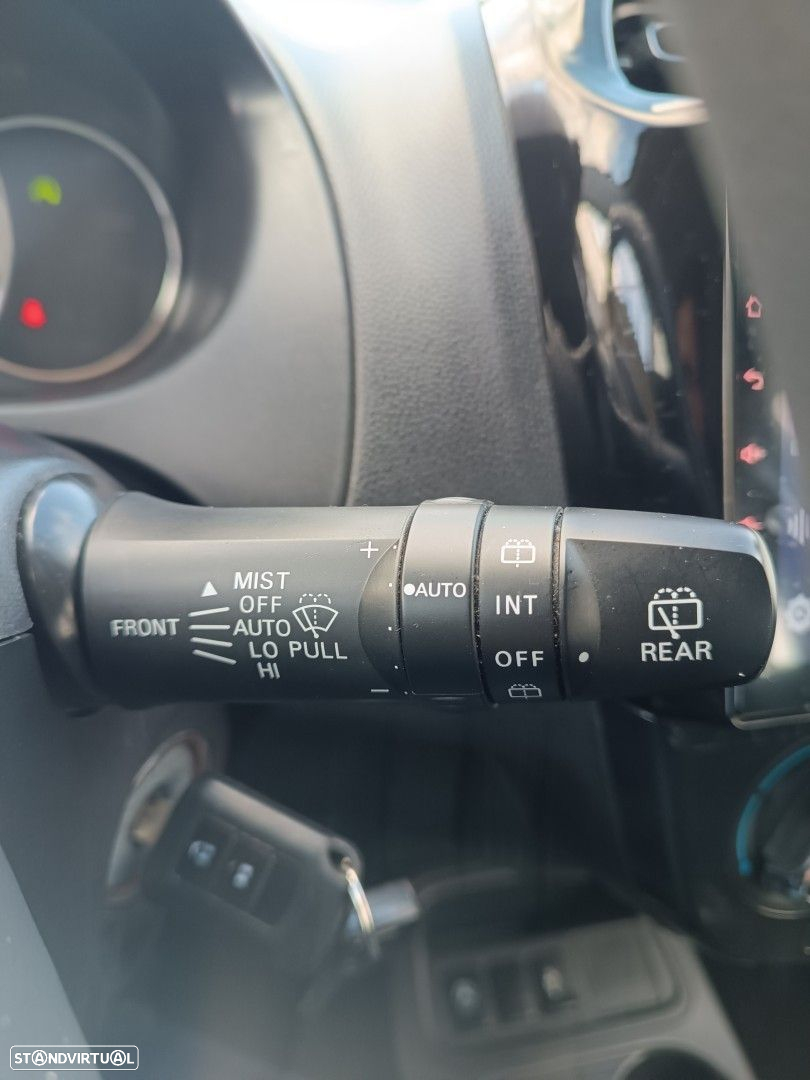 MIST
OFF
FRONT AUTO
LO PULL
HI
+
−
AUTO
INT
OFF
REAR
STANDVIRTUAL